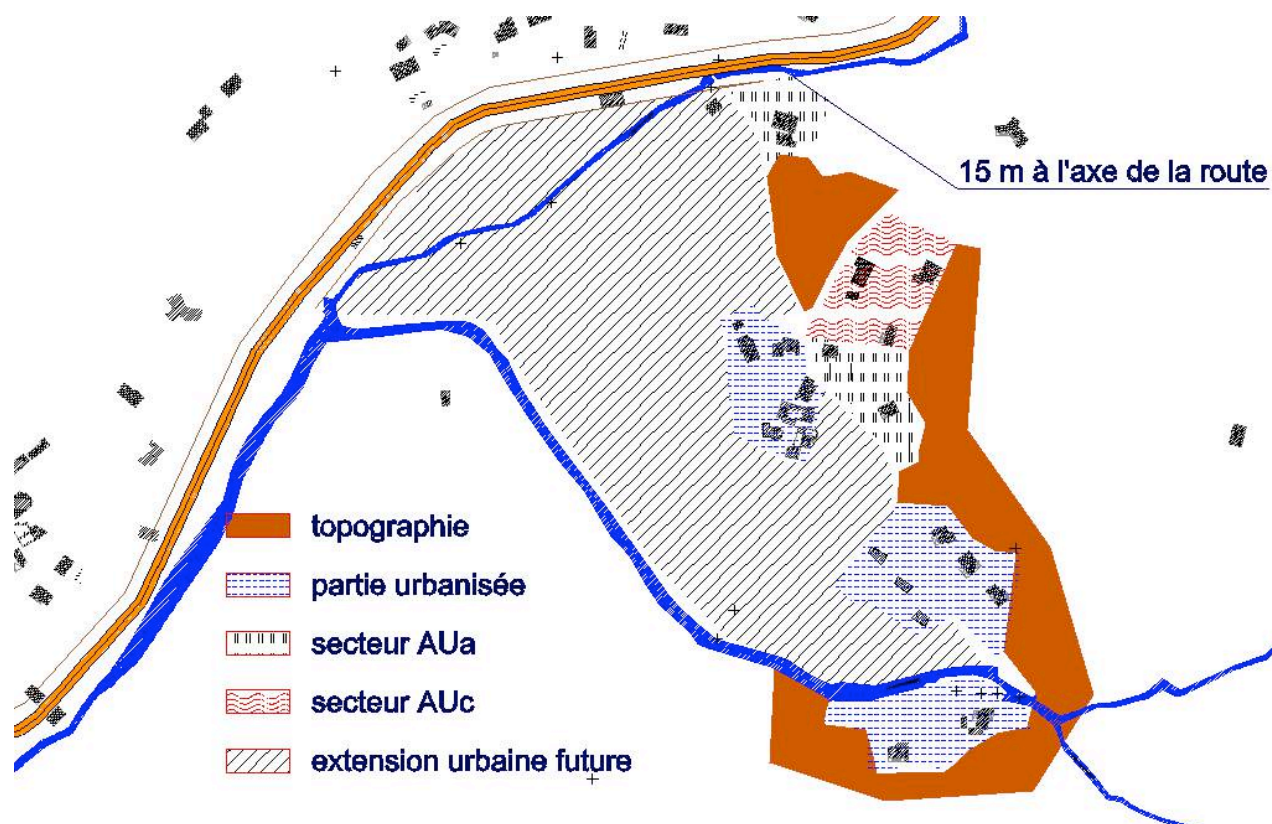 15 m à l'axe de la route
topographie
partie urbanisée
secteur AUa
secteur AUc
extension urbaine future